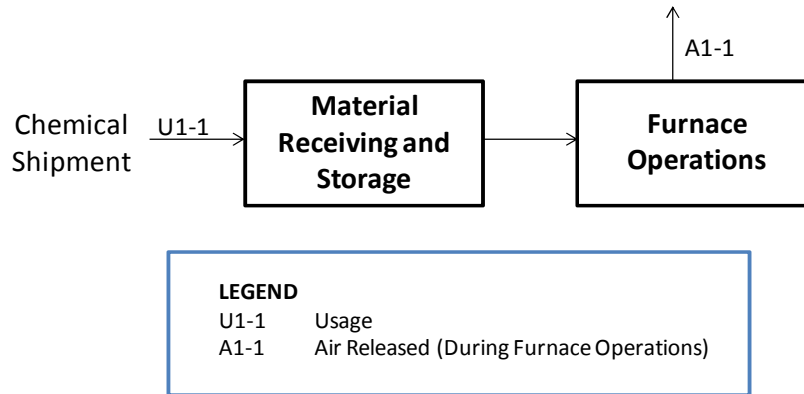 A1-1
Chemical
Shipment
U1-1
Material
Receiving and
Storage
Furnace
Operations
LEGEND
U1-1 Usage
A1-1 Air Released (During Furnace Operations)